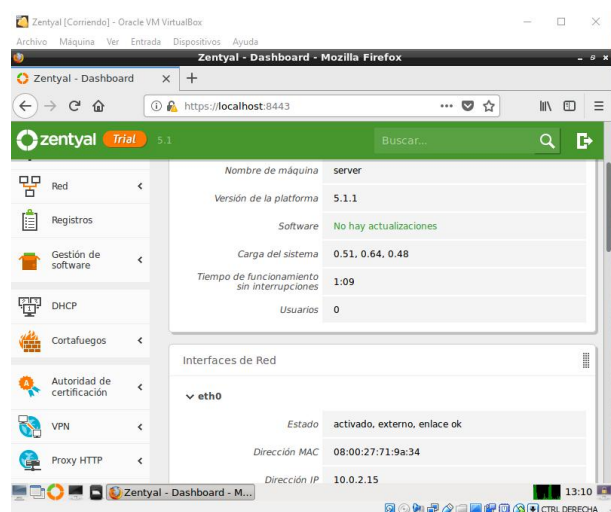 Zentyal [Corriendo] - Oracle VM VirtualBox
Archivo Máquina Ver Entrada Dispositivos Ayuda
Zentyal - Dashboard - Mozilla Firefox
Zentyal - Dashboard
https://localhost:8443
zentyal Trial 5.1 Buscar...
Nombre de máquina server
Red
Versión de la plataforma 5.1.1
Registros
Software No hay actualizaciones
Gestión de software
Carga del sistema 0.51, 0.64, 0.48
Tiempo de funcionamiento sin interrupciones 1:09
DHCP
Usuarios 0
Cortafuegos
Interfaces de Red
Autoridad de certificación
eth0
VPN
Estado activado, externo, enlace ok
Dirección MAC 08:00:27:71:9a:34
Proxy HTTP
Dirección IP 10.0.2.15
Zentyal - Dashboard - M...
13:10
CTRL DERECHA